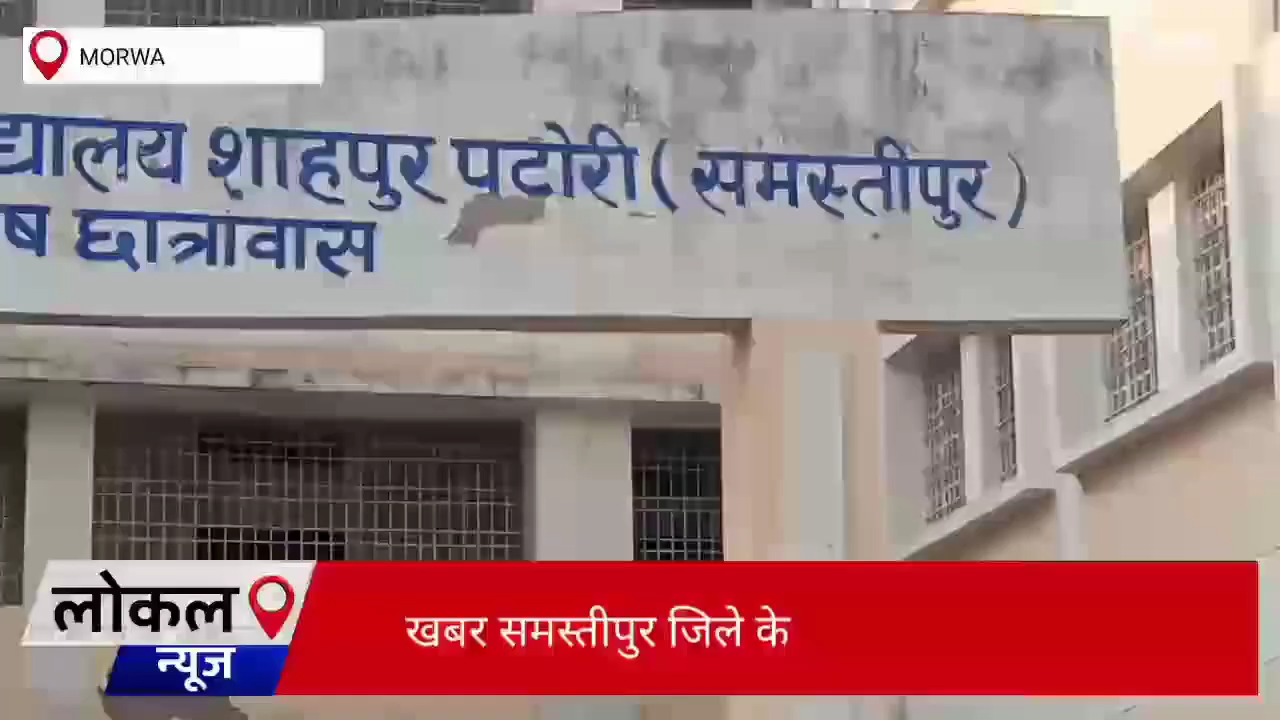 MORWA
द्यालय शाहपुर पटोरी ( समस्तीपुर )
ष छात्रावास
लोकल
न्यूज
खबर समस्तीपुर जिले के